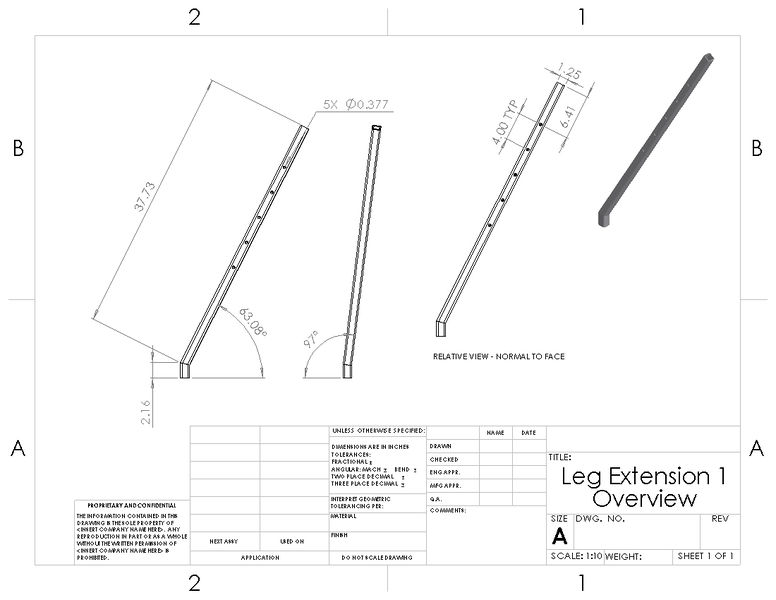 2
1
B
B
5X Ø0.377
37.73
63.08°
97°
2.16
1.25
6.41
4.00 TYP
RELATIVE VIEW - NORMAL TO FACE
A
A
UNLESS OTHERWISE SPECIFIED:
DIMENSIONS ARE IN INCHES
TOLERANCES:
FRACTIONAL ±
ANGULAR: MACH ± BEND ±
TWO PLACE DECIMAL ±
THREE PLACE DECIMAL ±
INTERPRET GEOMETRIC
TOLERANCING PER:
MATERIAL
FINISH
DO NOT SCALE DRAWING
NAME DATE
DRAWN
CHECKED
ENG APPR.
MFG APPR.
Q.A.
COMMENTS:
TITLE:
Leg Extension 1
Overview
SIZE DWG. NO. REV
A
SCALE: 1:10 WEIGHT: SHEET 1 OF 1
PROPRIETARY AND CONFIDENTIAL
THE INFORMATION CONTAINED IN THIS
DRAWING IS THE SOLE PROPERTY OF
<INSERT COMPANY NAME HERE>. ANY
REPRODUCTION IN PART OR AS A WHOLE
WITHOUT THE WRITTEN PERMISSION OF
<INSERT COMPANY NAME HERE> IS
PROHIBITED.
NEXT ASSY USED ON
APPLICATION
2
1